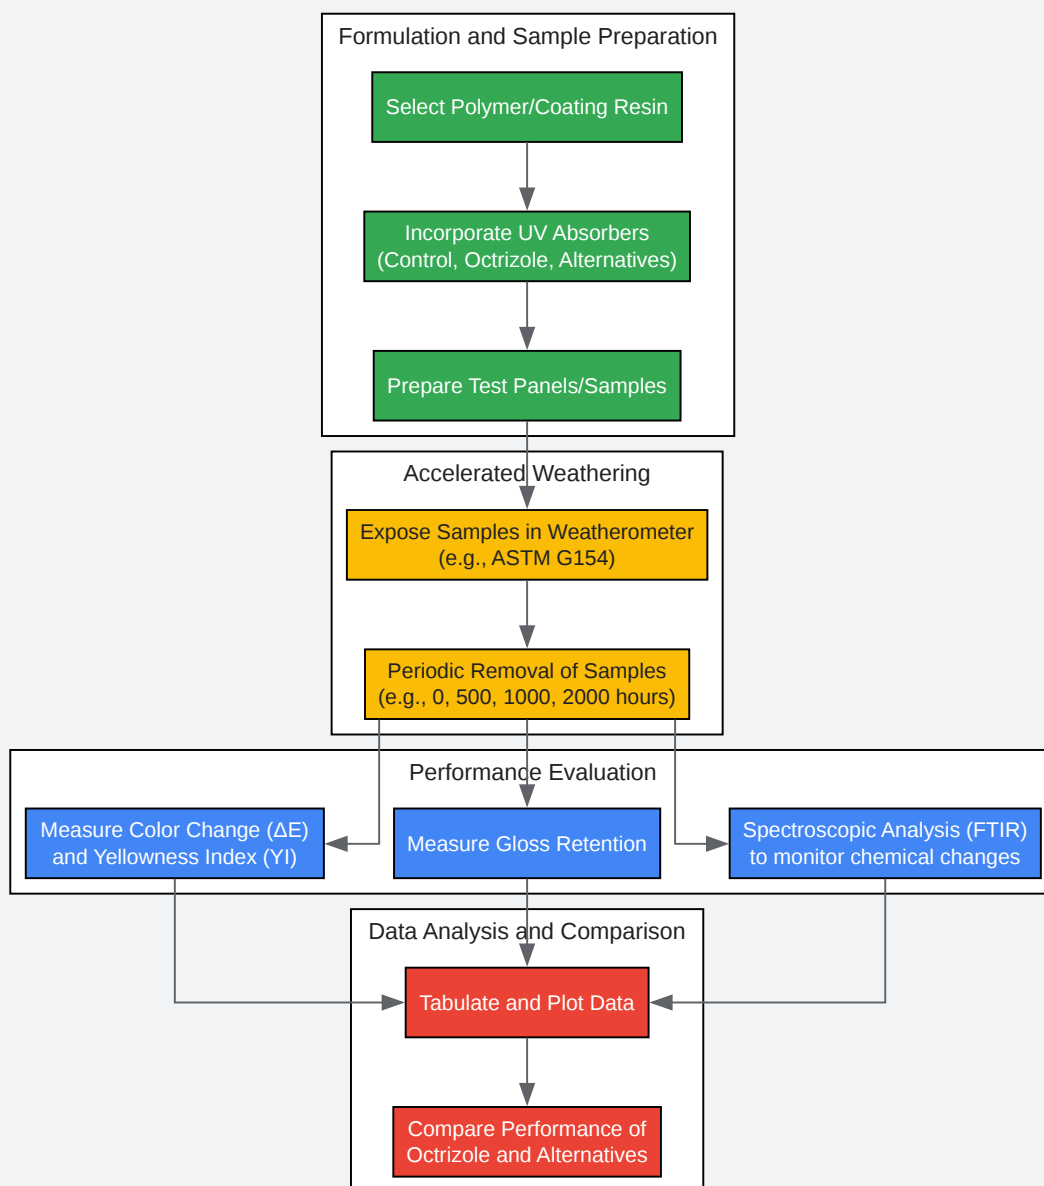 Formulation and Sample Preparation
Select Polymer/Coating Resin
Incorporate UV Absorbers
(Control, Octrizole, Alternatives)
Prepare Test Panels/Samples
Accelerated Weathering
Expose Samples in Weatherometer
(e.g., ASTM G154)
Periodic Removal of Samples
(e.g., 0, 500, 1000, 2000 hours)
Performance Evaluation
Measure Color Change (ΔE)
and Yellowness Index (YI)
Measure Gloss Retention
Spectroscopic Analysis (FTIR)
to monitor chemical changes
Data Analysis and Comparison
Tabulate and Plot Data
Compare Performance of
Octrizole and Alternatives